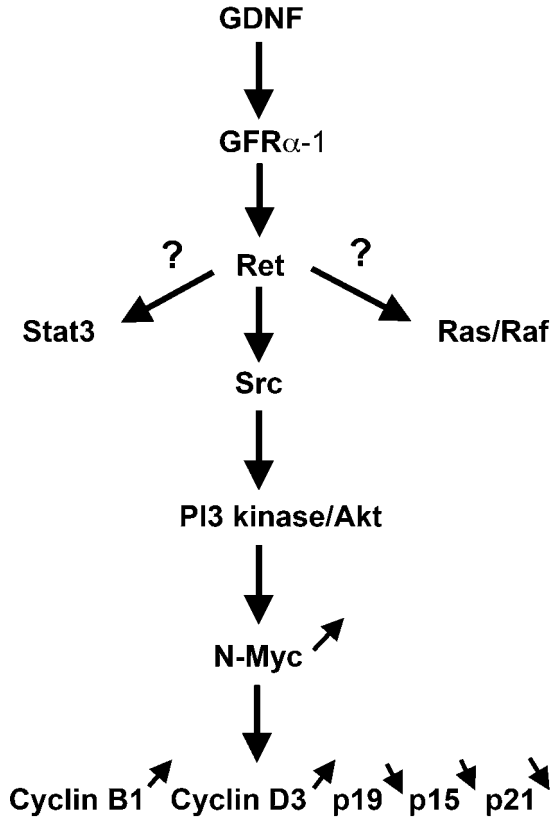 GDNF
GFRα-1
? Ret ?
Stat3 Ras/Raf
Src
PI3 kinase/Akt
N-Myc
Cyclin B1 Cyclin D3 p19 p15 p21